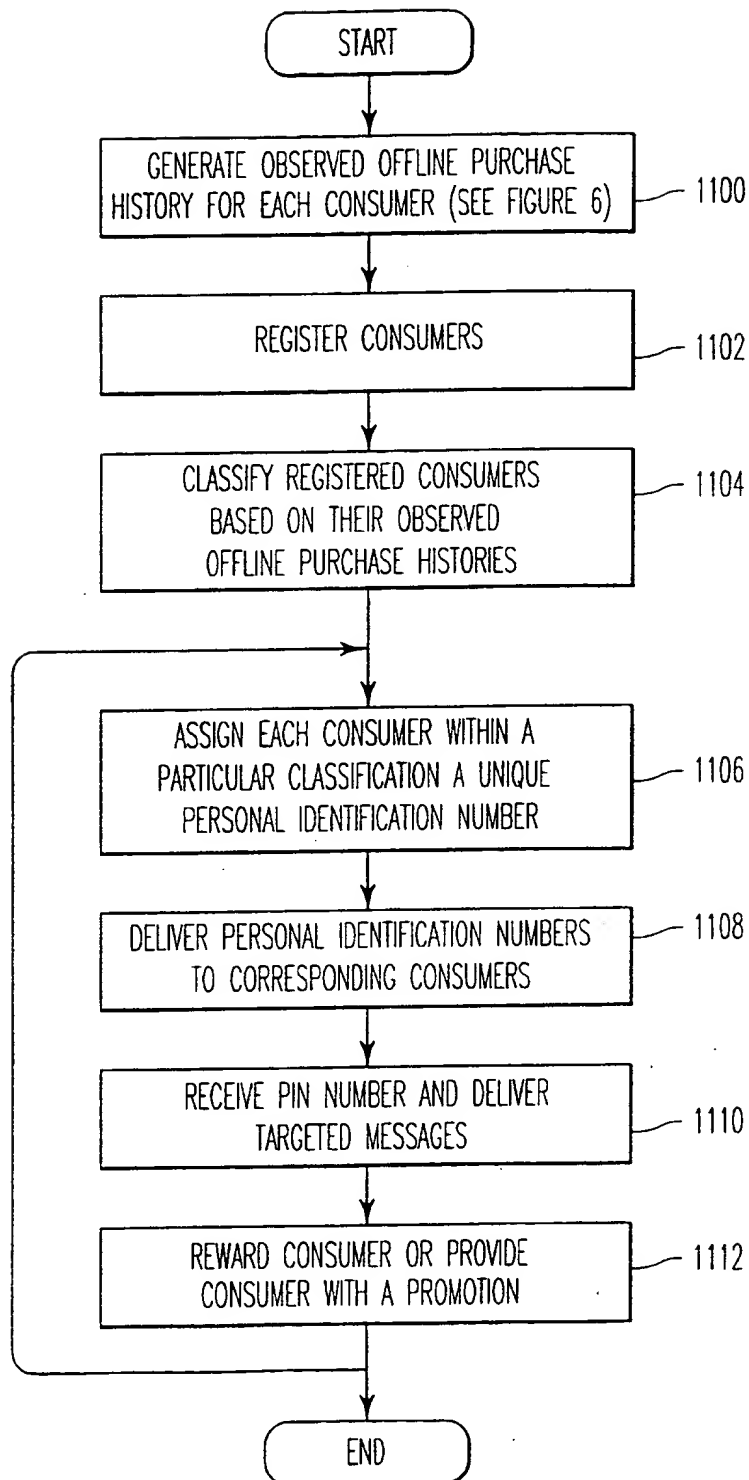 START
GENERATE OBSERVED OFFLINE PURCHASE
HISTORY FOR EACH CONSUMER (SEE FIGURE 6)
1100
REGISTER CONSUMERS
1102
CLASSIFY REGISTERED CONSUMERS
BASED ON THEIR OBSERVED
OFFLINE PURCHASE HISTORIES
1104
ASSIGN EACH CONSUMER WITHIN A
PARTICULAR CLASSIFICATION A UNIQUE
PERSONAL IDENTIFICATION NUMBER
1106
DELIVER PERSONAL IDENTIFICATION NUMBERS
TO CORRESPONDING CONSUMERS
1108
RECEIVE PIN NUMBER AND DELIVER
TARGETED MESSAGES
1110
REWARD CONSUMER OR PROVIDE
CONSUMER WITH A PROMOTION
1112
END